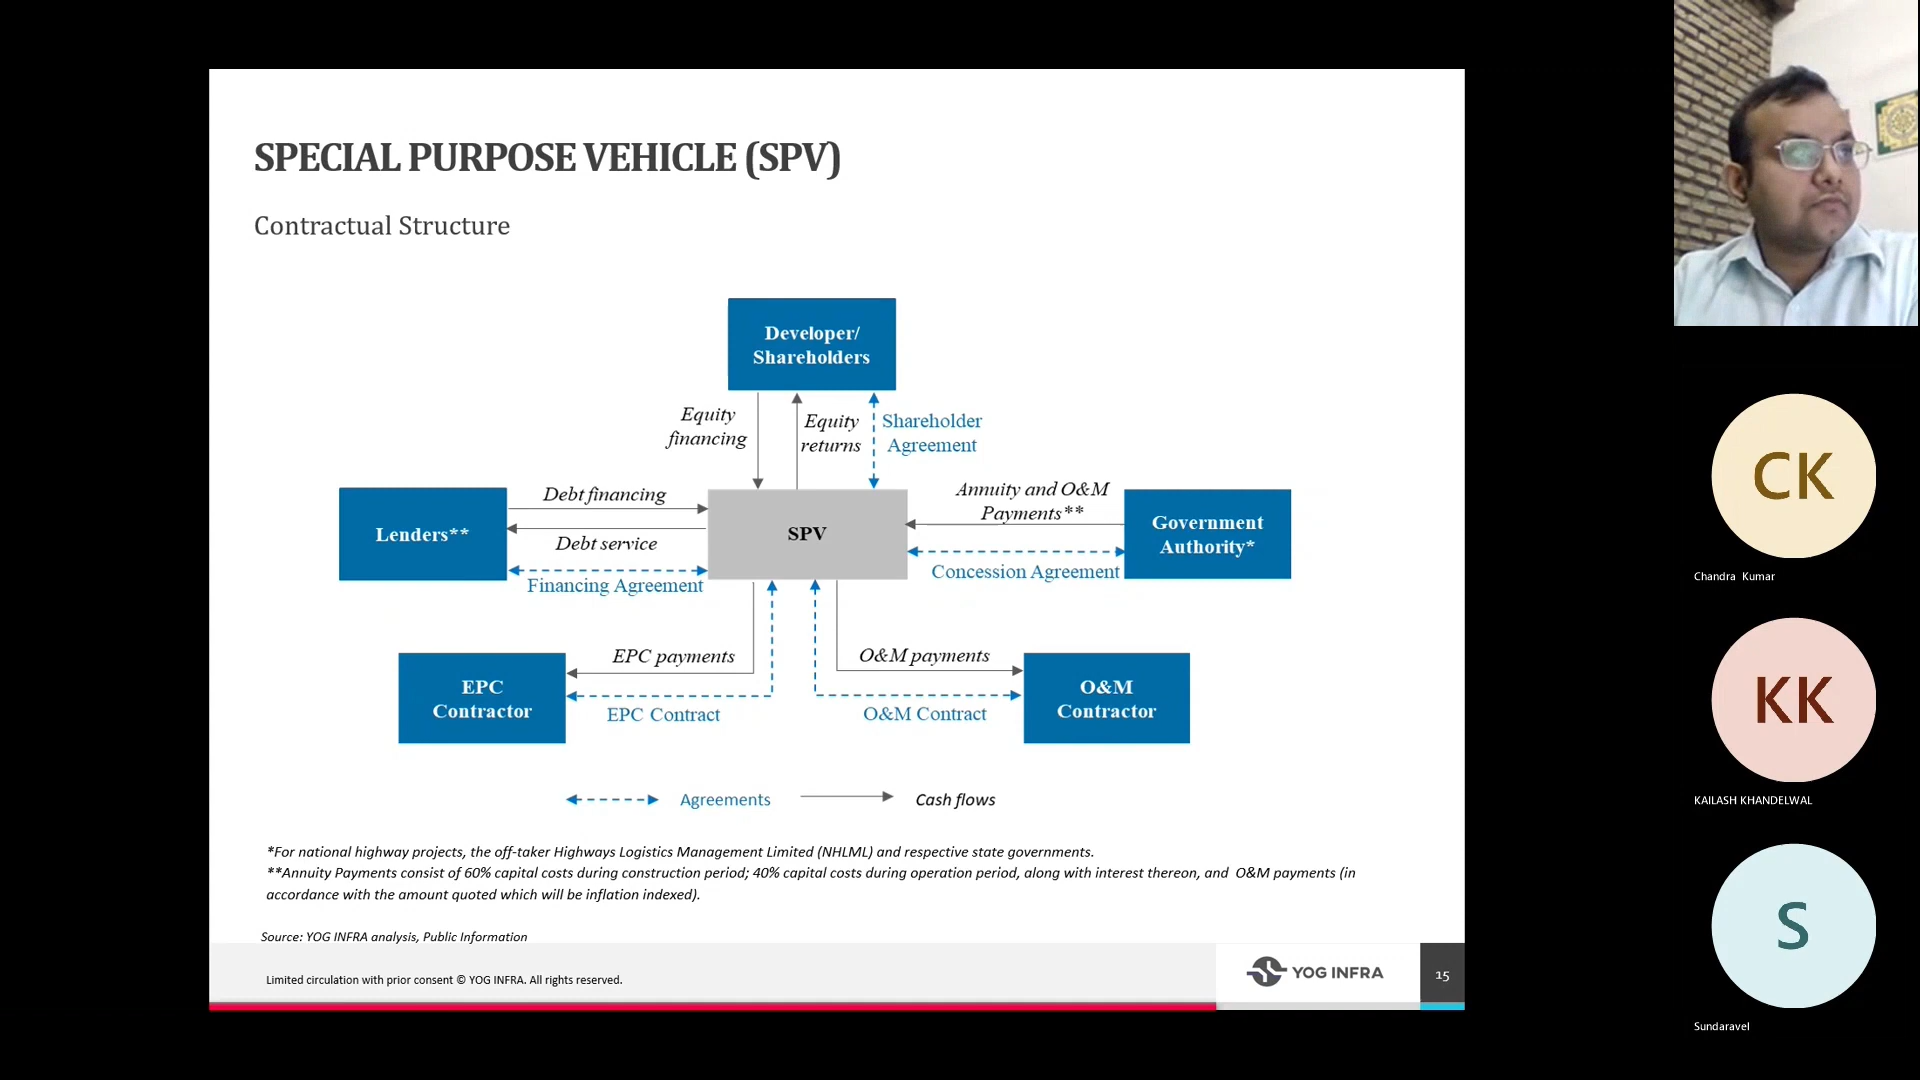 SPECIAL PURPOSE VEHICLE (SPV)
Contractual Structure
Developer/
Shareholders
Equity
financing
Equity
returns
Shareholder
Agreement
Lenders**
Debt financing
Debt service
Financing Agreement
SPV
Annuity and O&M
Payments**
Concession Agreement
Government
Authority*
EPC
Contractor
EPC payments
EPC Contract
O&M payments
O&M Contract
O&M
Contractor
Agreements
Cash flows
*For national highway projects, the off-taker Highways Logistics Management Limited (NHLML) and respective state governments.
**Annuity Payments consist of 60% capital costs during construction period; 40% capital costs during operation period, along with interest thereon, and O&M payments (in
accordance with the amount quoted which will be inflation indexed).
Source: YOG INFRA analysis, Public Information
Limited circulation with prior consent © YOG INFRA. All rights reserved.
YOG INFRA
15
CK
Chandra Kumar
KK
KAILASH KHANDELWAL
S
Sundaravel